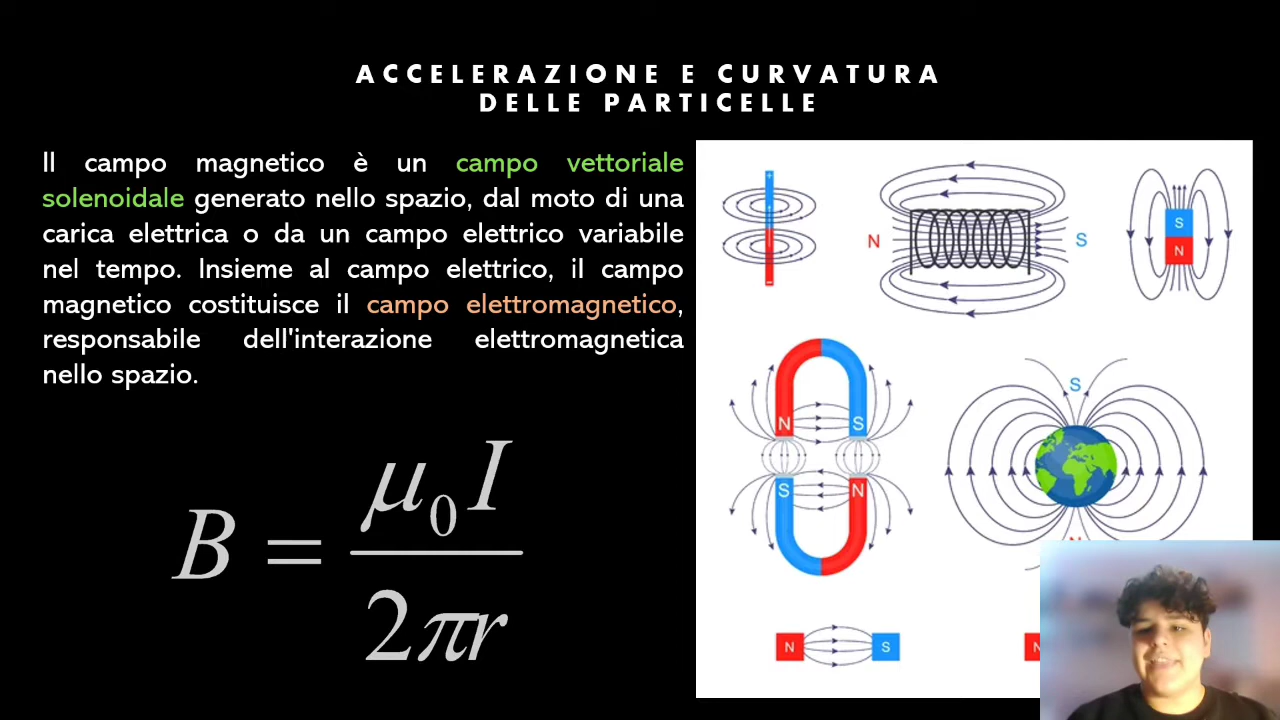 ACCELERAZIONE E CURVATURA
DELLE PARTICELLE
Il campo magnetico è un campo vettoriale
solenoidale generato nello spazio, dal moto di una
carica elettrica o da un campo elettrico variabile
nel tempo. Insieme al campo elettrico, il campo
magnetico costituisce il campo elettromagnetico,
responsabile dell'interazione elettromagnetica
nello spazio.
B = μ₀I / 2πr
+
−
N S
S
N
N S
S N
S
N S
N